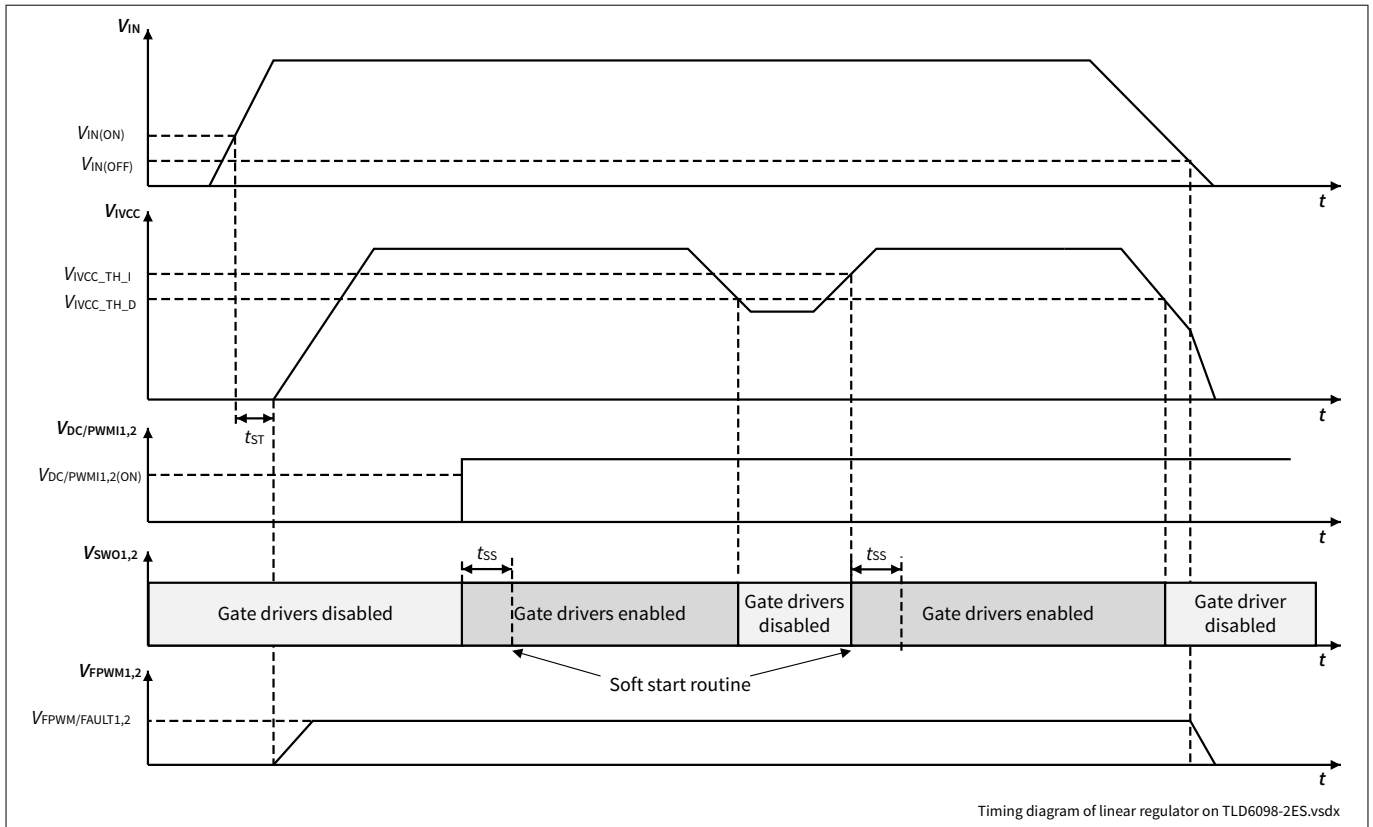 VIN
VIN(ON)
VIN(OFF)
t
VIVCC
VIVCC_TH_I
VIVCC_TH_D
t
tST
VDC/PWMI1,2
VDC/PWMI1,2(ON)
t
VSWO1,2
tSS
tSS
Gate drivers disabled
Gate drivers enabled
Gate drivers
disabled
Gate drivers enabled
Gate driver
disabled
t
Soft start routine
VFPWM1,2
VFPWM/FAULT1,2
t
Timing diagram of linear regulator on TLD6098-2ES.vsdx